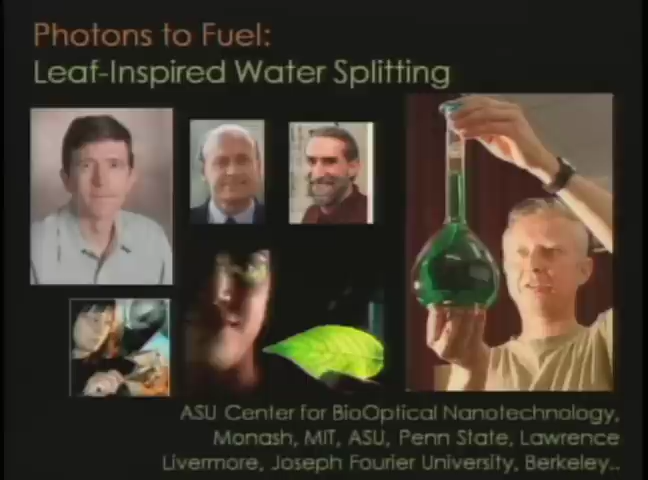 Photons to Fuel:
Leaf-Inspired Water Splitting
ASU Center for BioOptical Nanotechnology,
Monash, MIT, ASU, Penn State, Lawrence
Livermore, Joseph Fourier University, Berkeley..